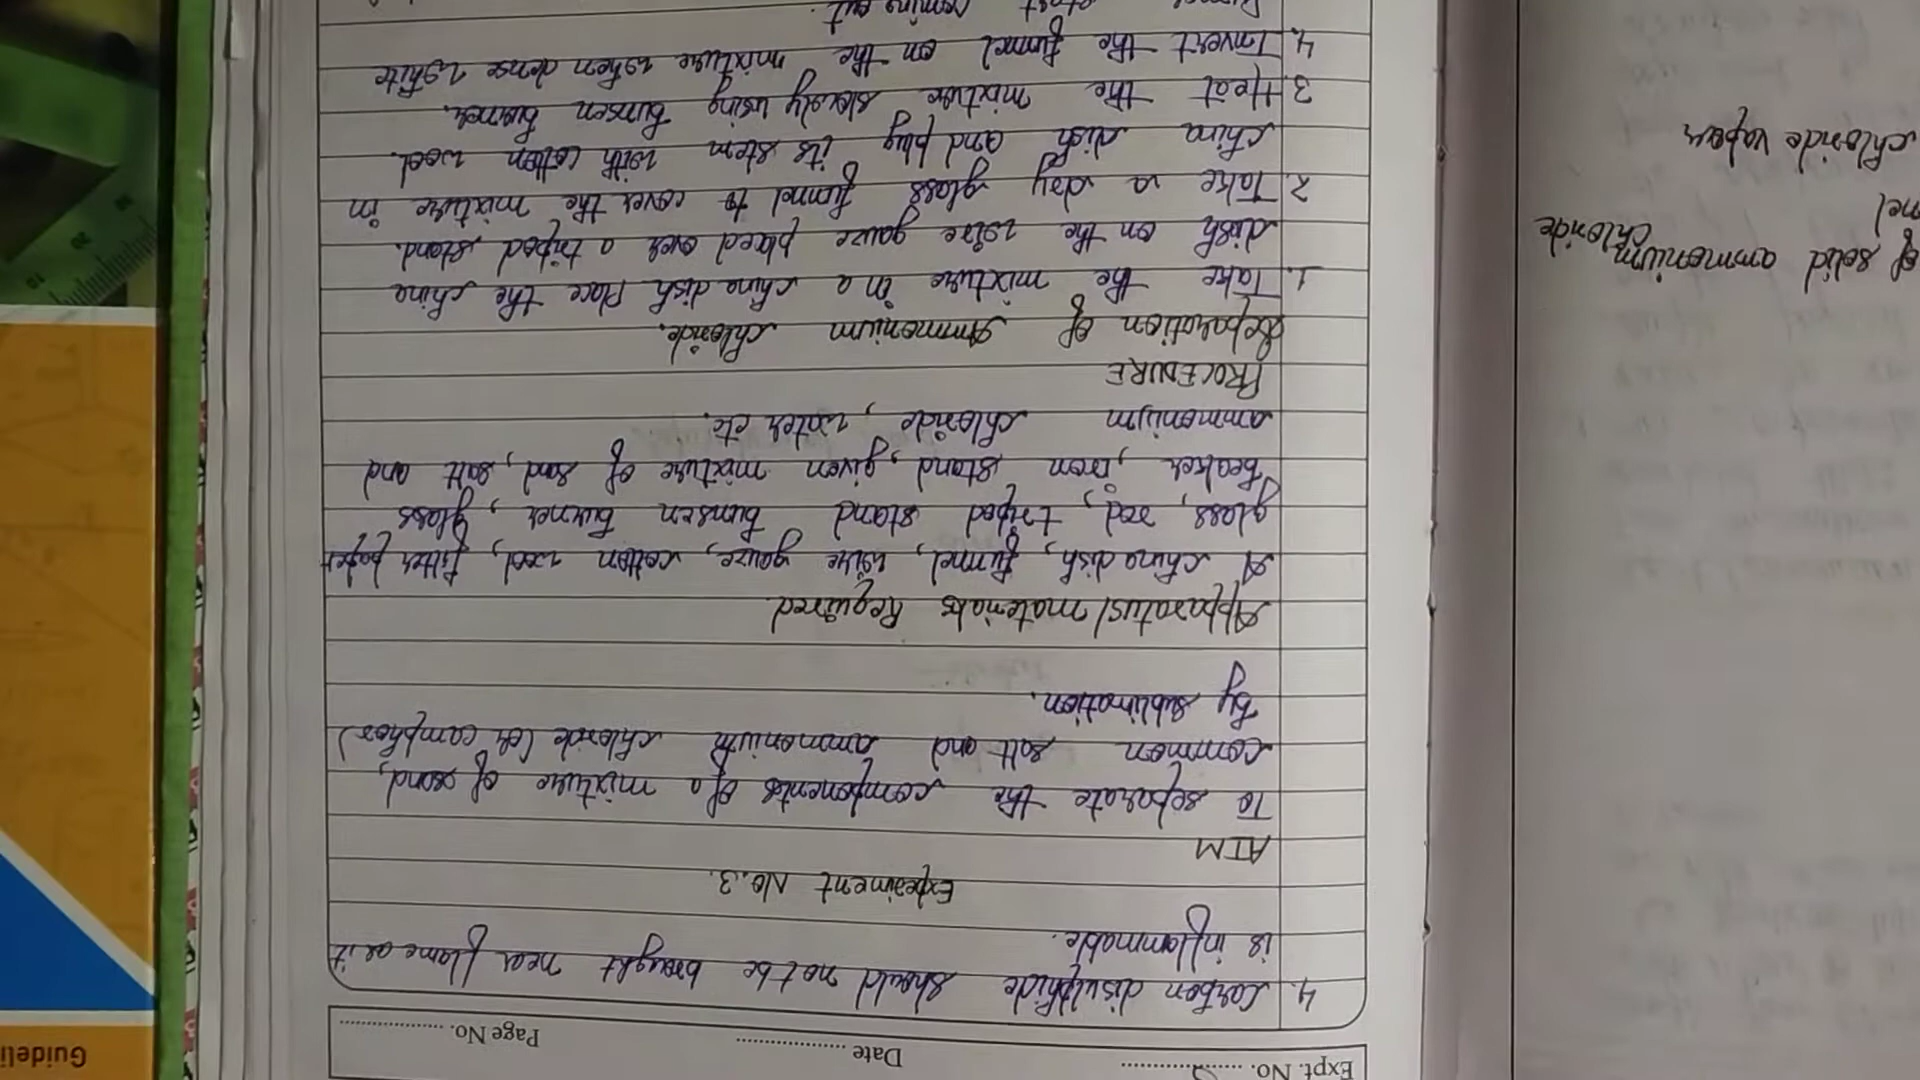 Expt. No.
Date
Page No.
4. Carbon disulphide should not be brought near flame as it
is inflammable.
Experiment No.3.
AIM
To separate the components of a mixture of sand,
common salt and ammonium chloride (or camphor)
by sublimation.
Apparatus/materials Required
A china dish, funnel, wire gauze, cotton wool, filter paper
glass, rod, tripod stand bunsen burner, glass
beaker, iron stand, given mixture of sand, salt and
ammonium chloride, water etc.
PROCEDURE
Separation of Ammonium chloride.
1. Take the mixture in a china dish Place the china
dish on the wire gauze placed over a tripod stand.
2. Take a dry glass funnel to cover the mixture in
china dish and plug its stem with cotton wool.
3. Heat the mixture slowly using bunsen burner.
4. Invert the funnel on the mixture when dense white
start coming out.
of solid ammonium chloride
nel
chloride vapour
Guideli